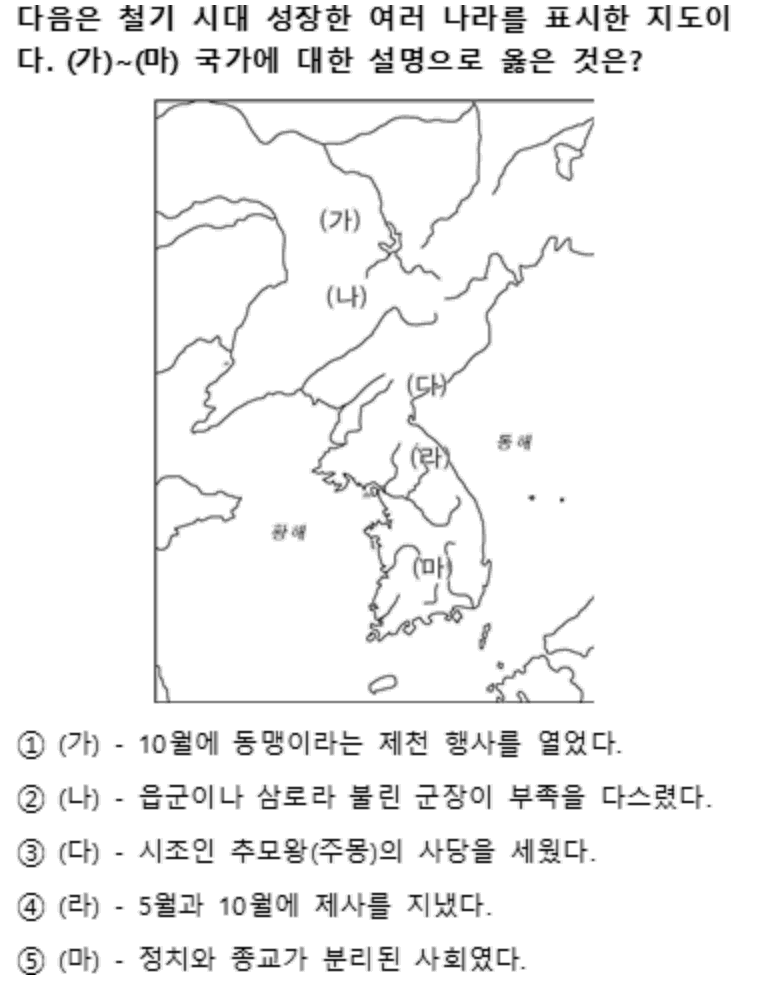 다음은 철기 시대 성장한 여러 나라를 표시한 지도이
다. (가)~(마) 국가에 대한 설명으로 옳은 것은?
(가)
(나)
(다)
동해
(라)
황해
(마)
① (가) - 10월에 동맹이라는 제천 행사를 열었다.
② (나) - 읍군이나 삼로라 불린 군장이 부족을 다스렸다.
③ (다) - 시조인 추모왕(주몽)의 사당을 세웠다.
④ (라) - 5월과 10월에 제사를 지냈다.
⑤ (마) - 정치와 종교가 분리된 사회였다.